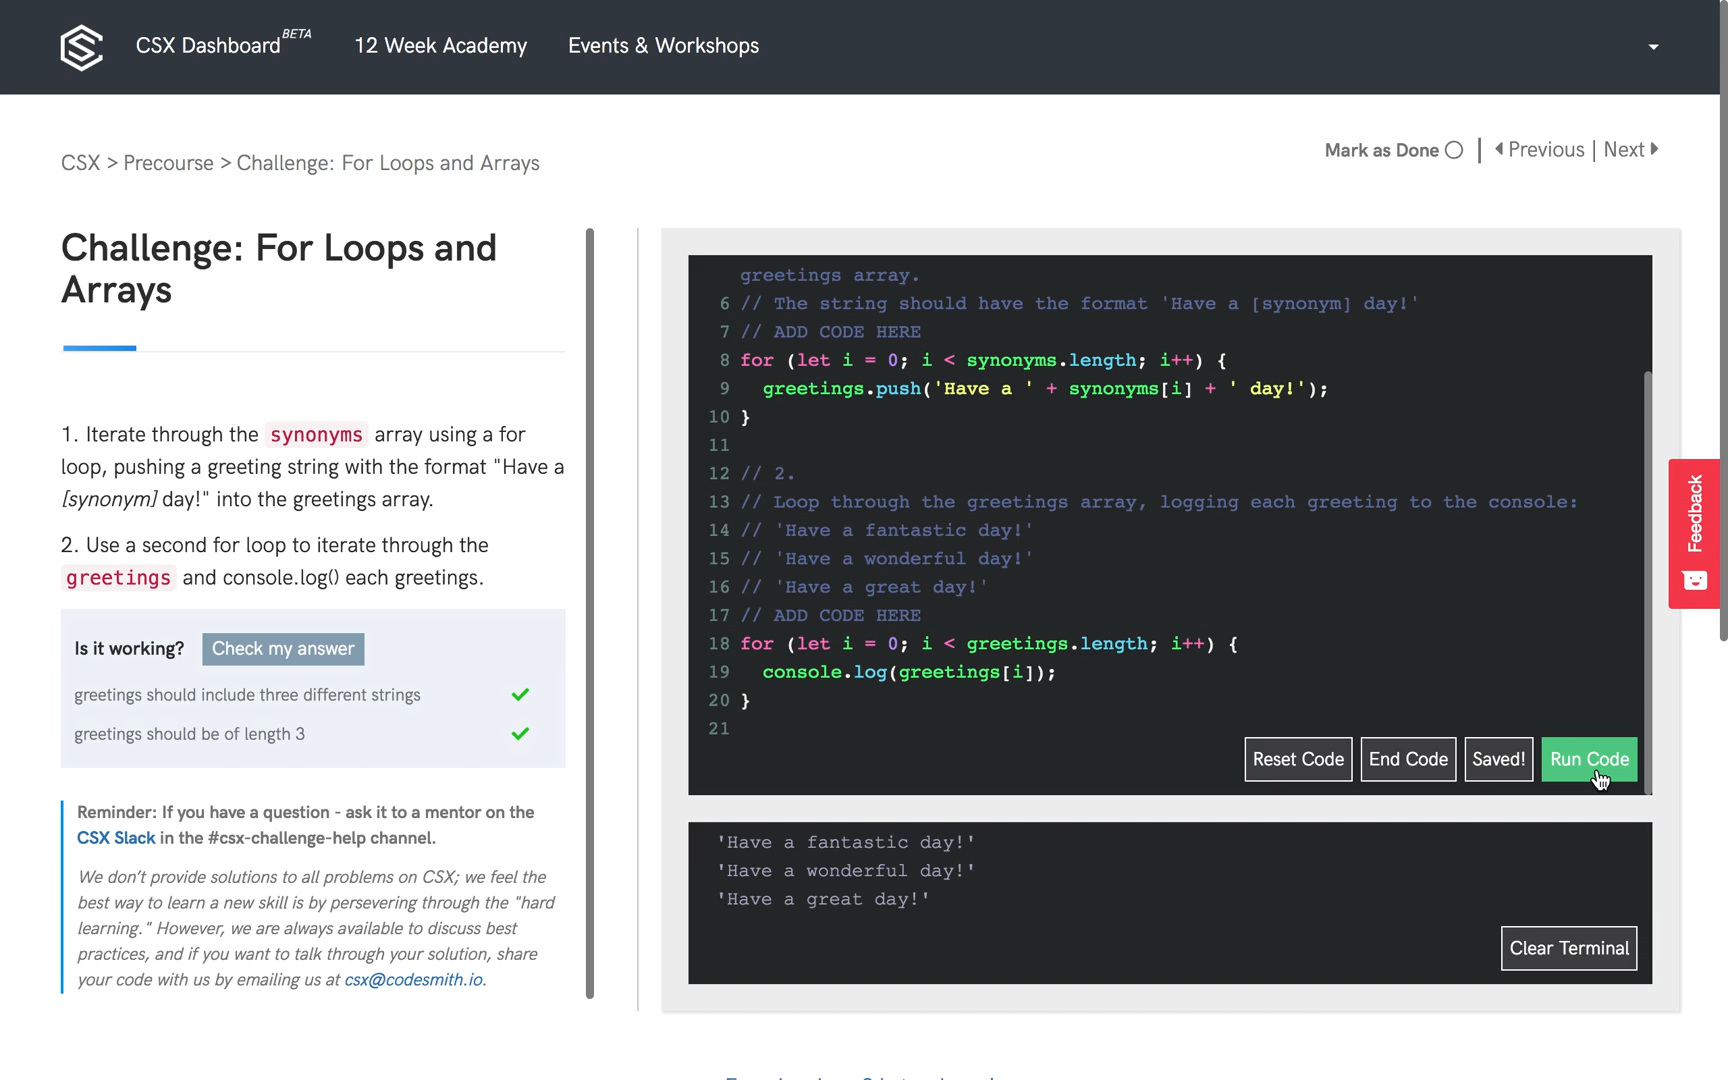 CSX Dashboard BETA
12 Week Academy
Events & Workshops
CSX > Precourse > Challenge: For Loops and Arrays
Mark as Done
Previous | Next
Challenge: For Loops and
Arrays
1. Iterate through the synonyms array using a for
loop, pushing a greeting string with the format "Have a
[synonym] day!" into the greetings array.
2. Use a second for loop to iterate through the
greetings and console.log() each greetings.
Is it working? Check my answer
greetings should include three different strings
greetings should be of length 3
Reminder: If you have a question - ask it to a mentor on the
CSX Slack in the #csx-challenge-help channel.
We don't provide solutions to all problems on CSX; we feel the
best way to learn a new skill is by persevering through the "hard
learning." However, we are always available to discuss best
practices, and if you want to talk through your solution, share
your code with us by emailing us at csx@codesmith.io.
greetings array.
6 // The string should have the format 'Have a [synonym] day!'
7 // ADD CODE HERE
8 for (let i = 0; i < synonyms.length; i++) {
9 greetings.push('Have a ' + synonyms[i] + ' day!');
10 }
11
12 // 2.
13 // Loop through the greetings array, logging each greeting to the console:
14 // 'Have a fantastic day!'
15 // 'Have a wonderful day!'
16 // 'Have a great day!'
17 // ADD CODE HERE
18 for (let i = 0; i < greetings.length; i++) {
19 console.log(greetings[i]);
20 }
21
Reset Code
End Code
Saved!
Run Code
'Have a fantastic day!'
'Have a wonderful day!'
'Have a great day!'
Clear Terminal
Feedback